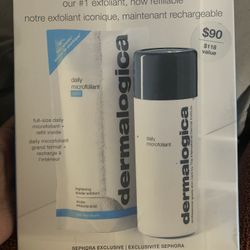 our #1 exfoliant, now refillable
notre exfoliant iconique, maintenant rechargeable
$90
$118
value
daily
microfoliant
dermalogica
daily
microfoliant
dermalogica
full-size daily
microfoliant +
refill inside
daily microfoliant
grand format +
recharge à
l'intérieur
SEPHORA EXCLUSIVE | EXCLUSIVITÉ SEPHORA